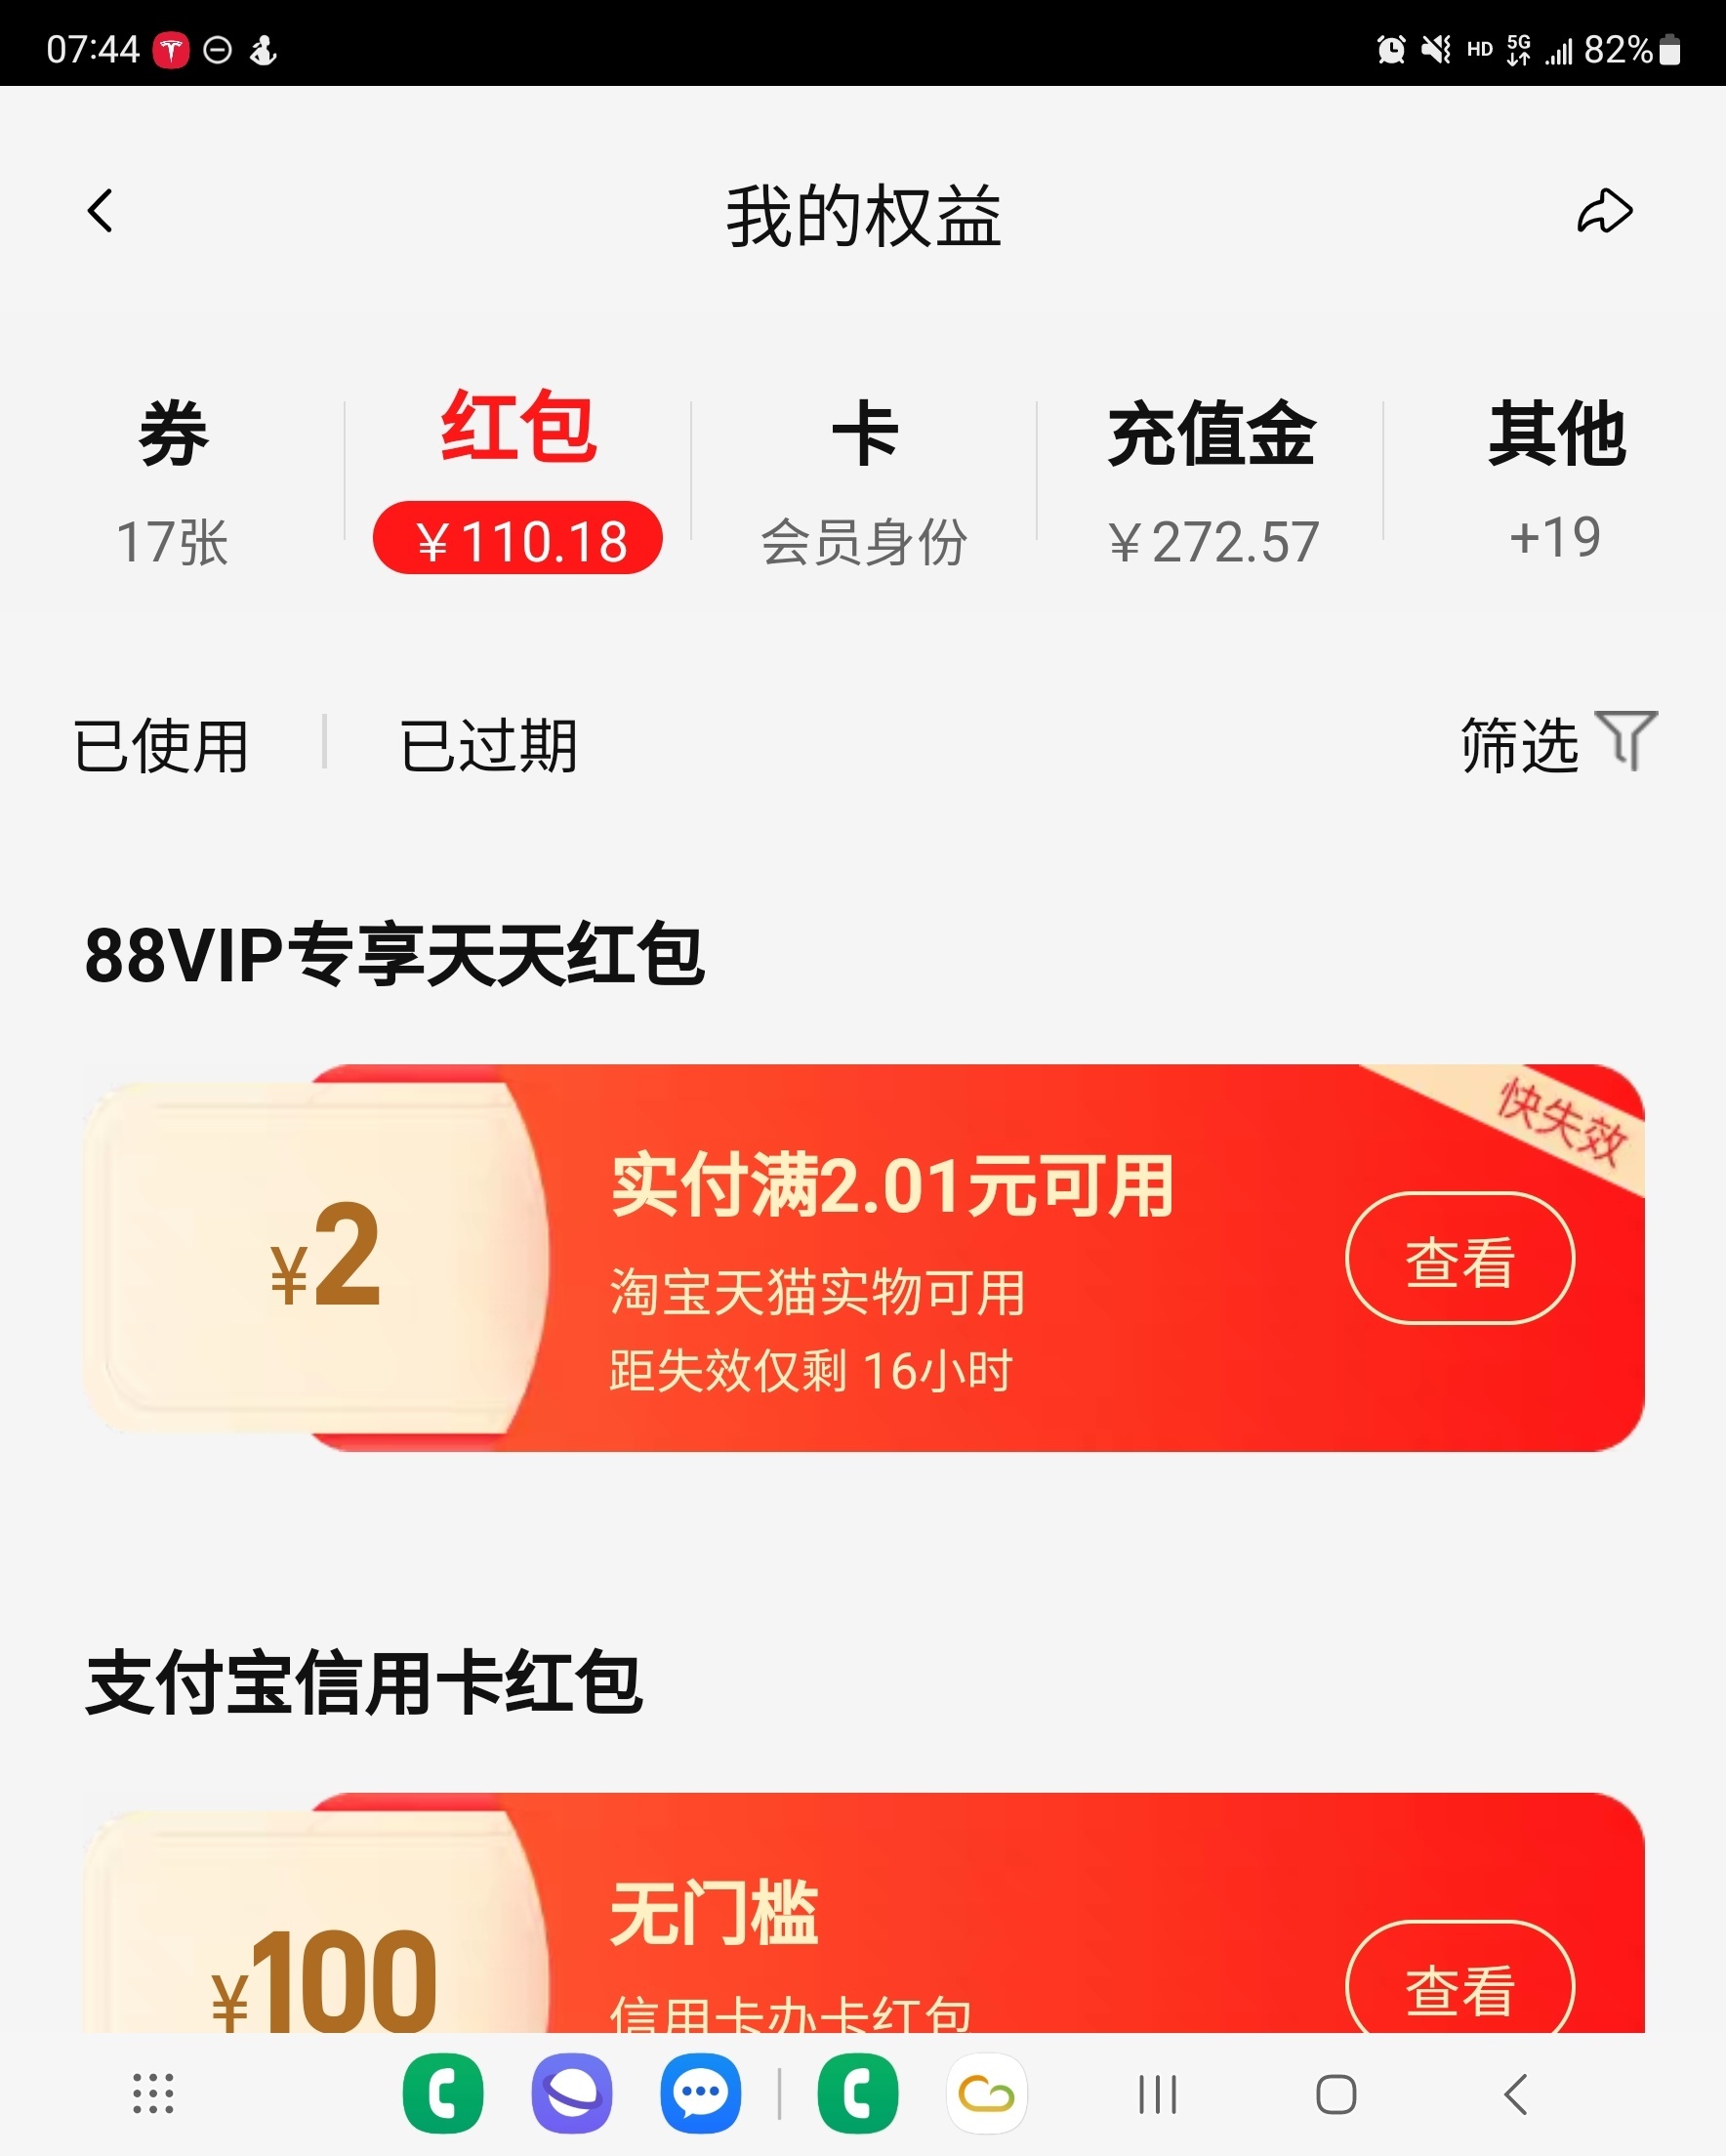 07:44 HD 5G 82%
我的权益
券 红包 卡 充值金 其他
17张 ￥110.18 会员身份 ￥272.57 +19
已使用 已过期 筛选
88VIP专享天天红包
快失效
实付满2.01元可用
¥2 查看
淘宝天猫实物可用
距失效仅剩 16小时
支付宝信用卡红包
无门槛
¥100 查看
信用卡办卡红包